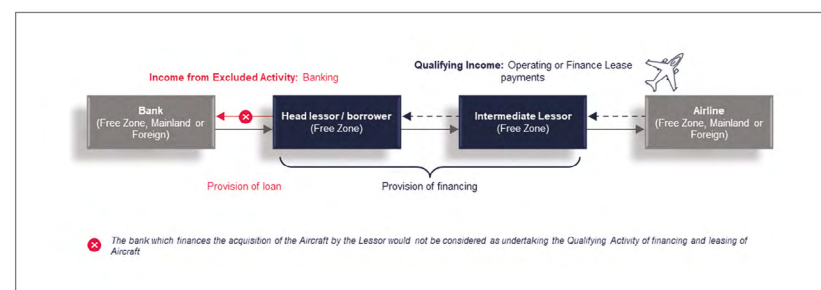 Qualifying Income: Operating or Finance Lease
payments
Income from Excluded Activity: Banking
Bank
(Free Zone, Mainland or
Foreign)
Head lessor / borrower
(Free Zone)
Intermediate Lessor
(Free Zone)
Airline
(Free Zone, Mainland or
Foreign)
Provision of loan
Provision of financing
The bank which finances the acquisition of the Aircraft by the Lessor would not be considered as undertaking the Qualifying Activity of financing and leasing of
Aircraft